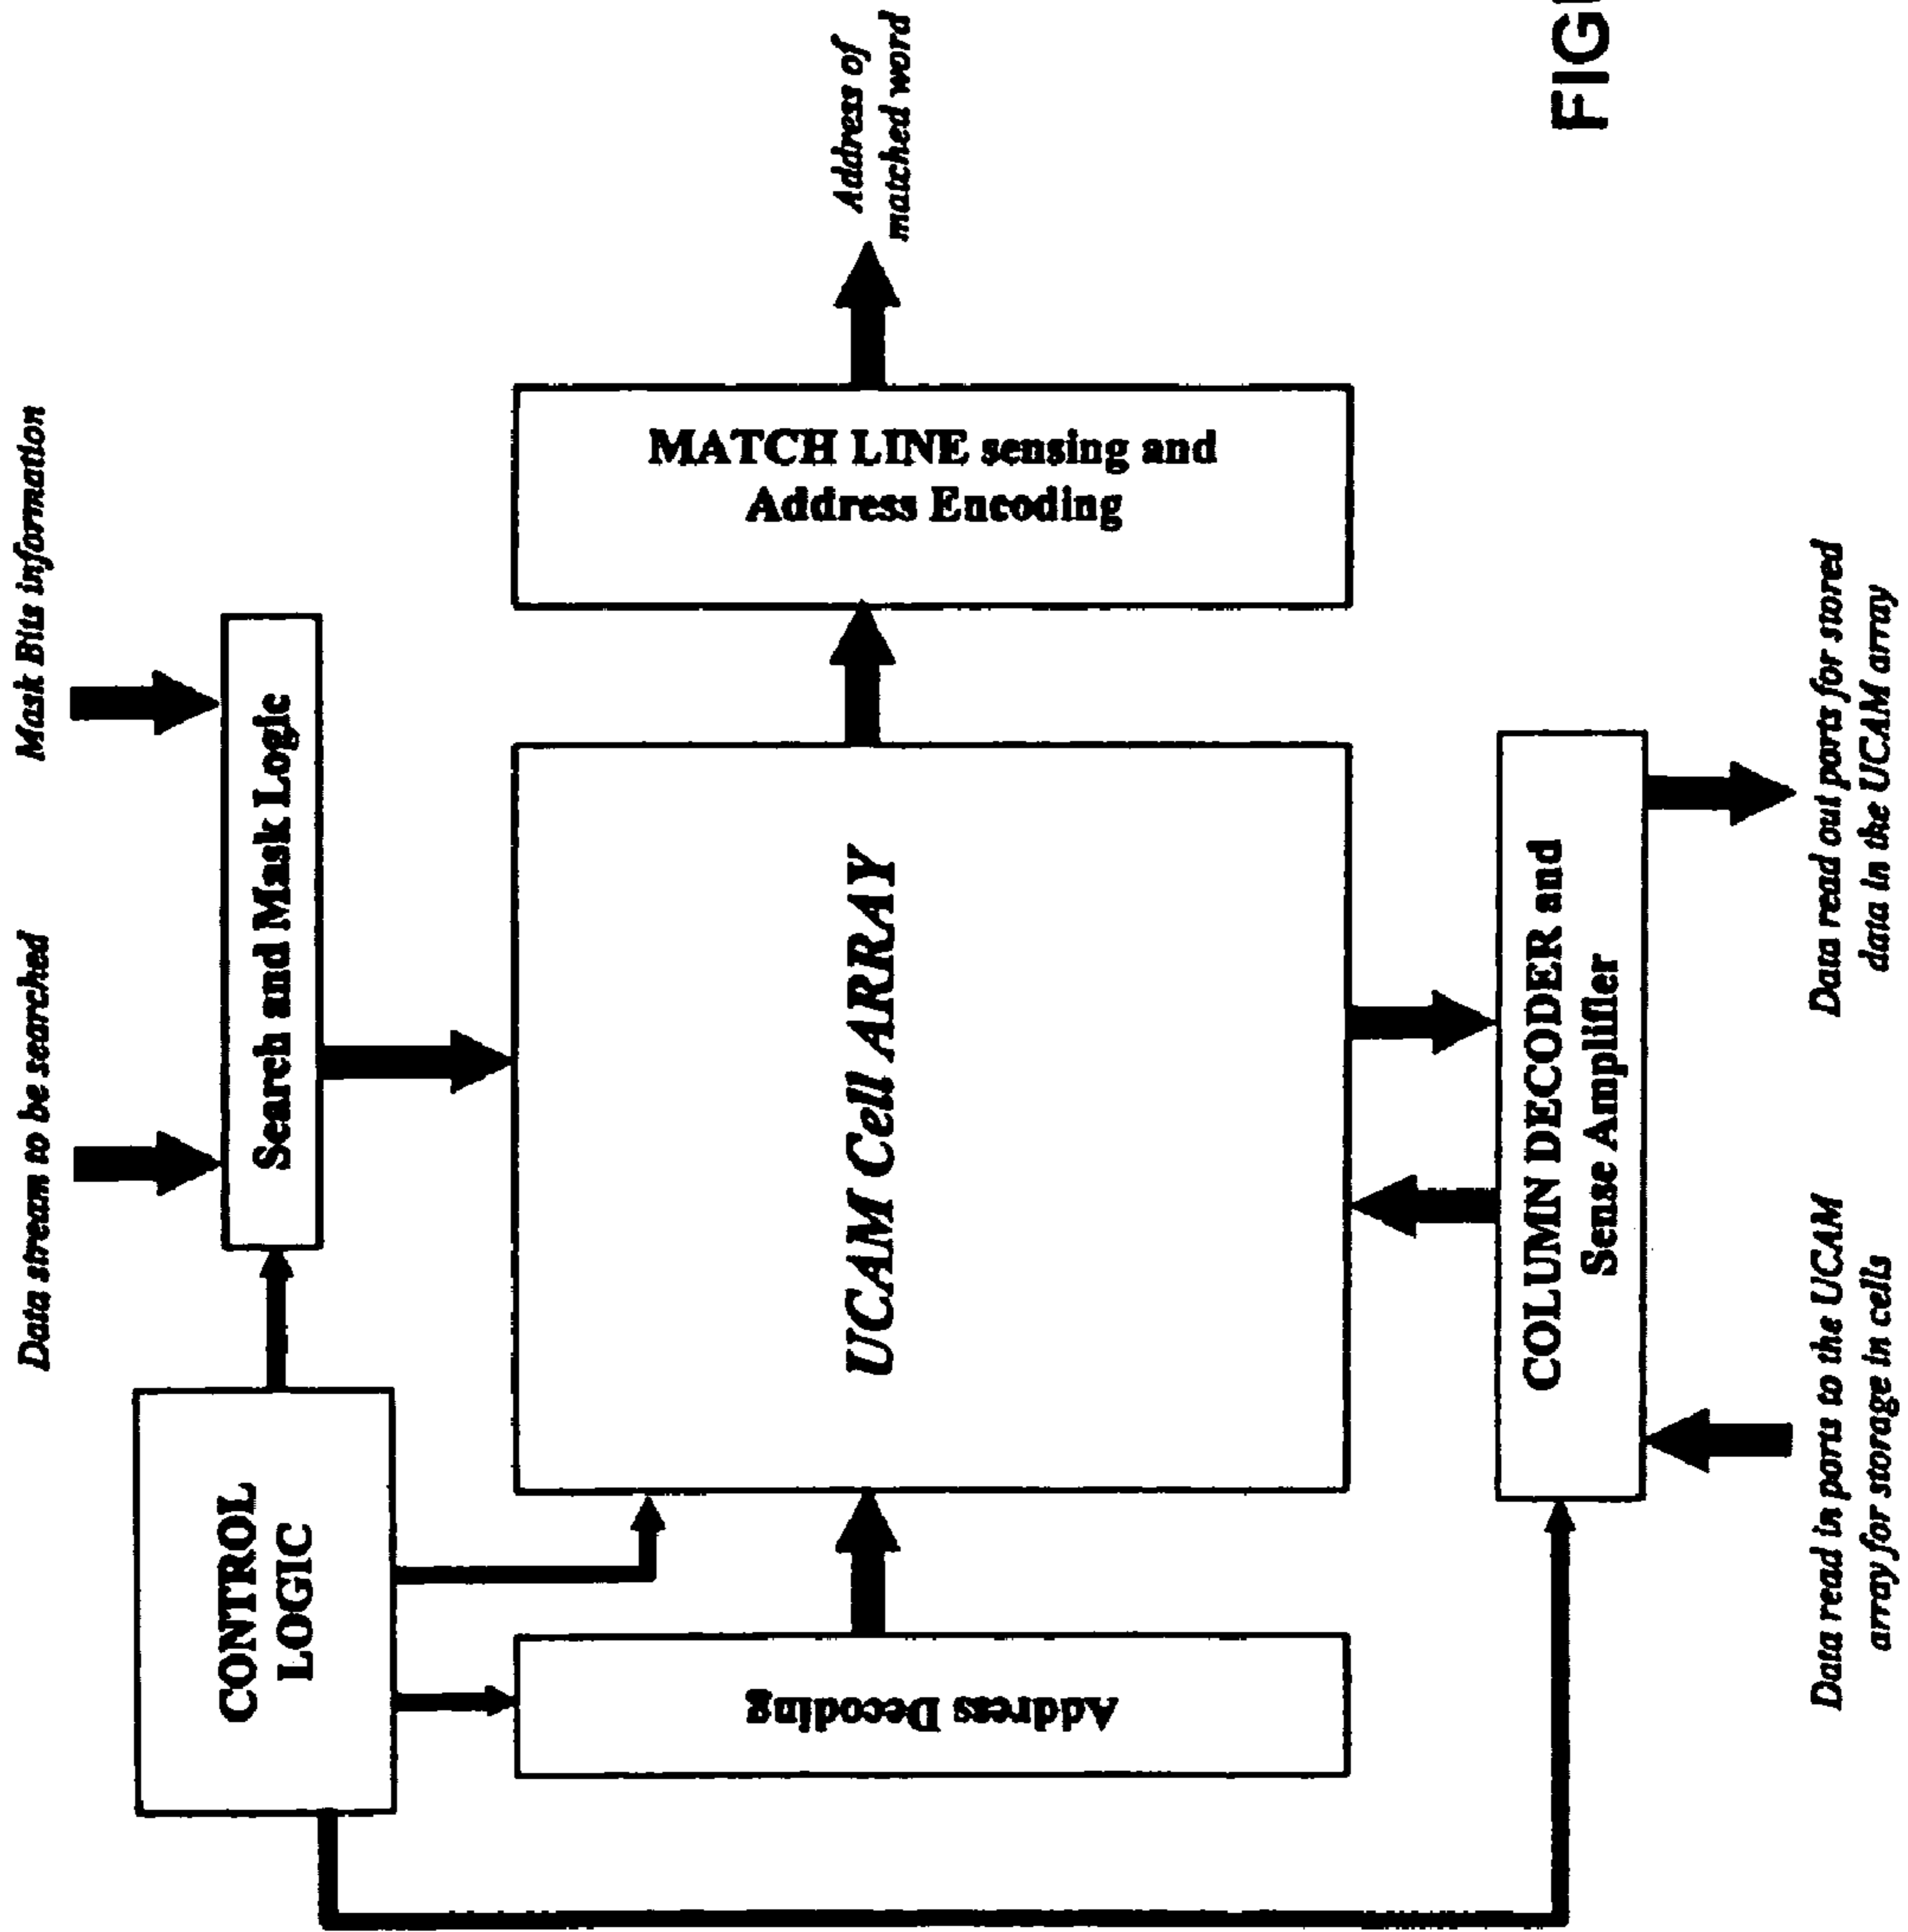 Data stream to be searched
Mask Bits information
CONTROL
LOGIC
Search and Mask Logic
Address Decoding
UCAM Cell ARRAY
MATCH LINE sensing and
Address Encoding
Address of
matched word
COLUMN DECODER and
Sense Amplifier
Data read in ports to the UCAM
array for storage in cells
Data read out ports for stored
data in the UCAM array